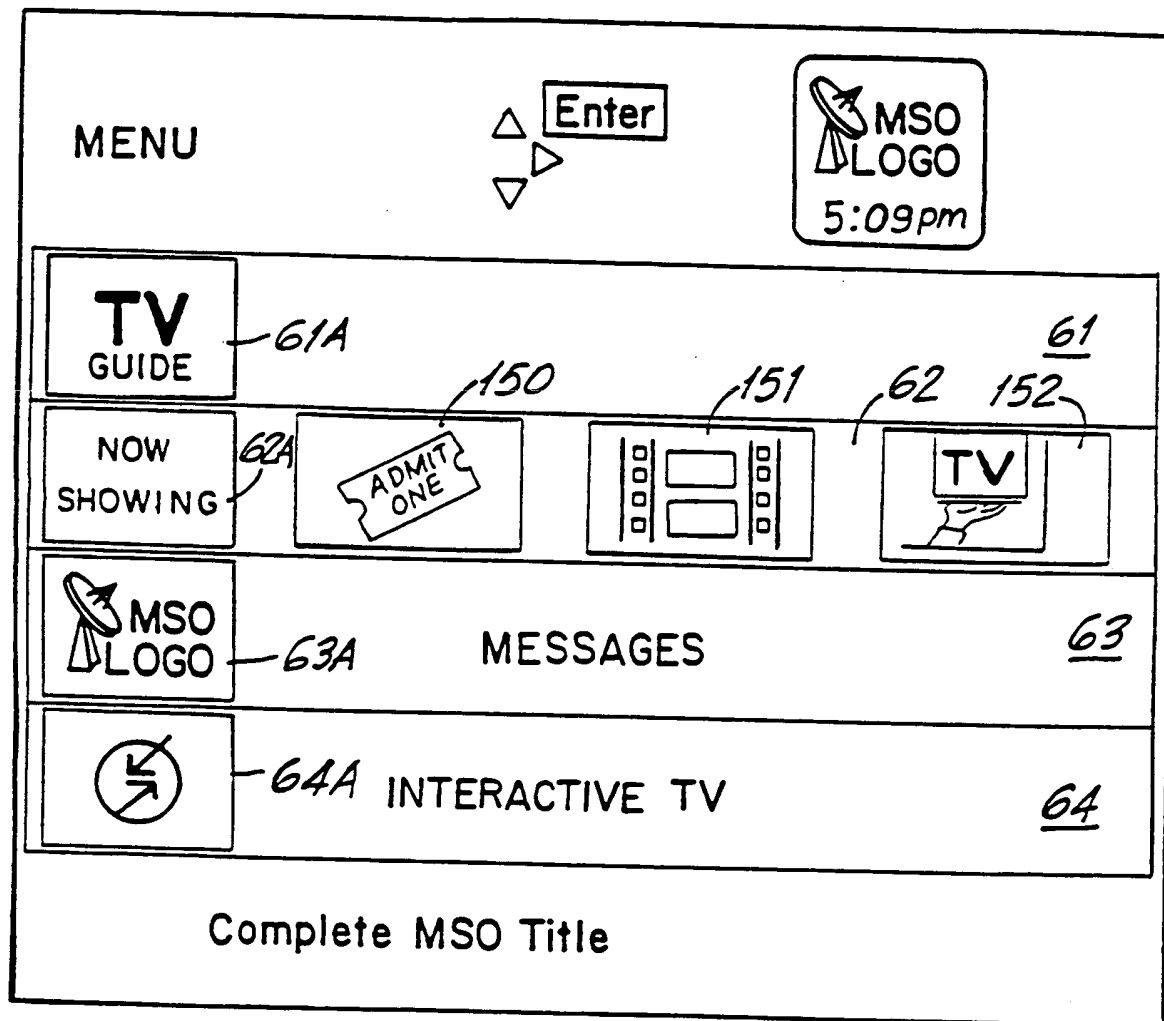 MENU
Enter
MSO
LOGO
5:09pm
TV
GUIDE
61A
61
150
151
62
152
NOW
SHOWING
62A
ADMIT
ONE
TV
MSO
LOGO
63A
MESSAGES
63
64A
INTERACTIVE TV
64
Complete MSO Title